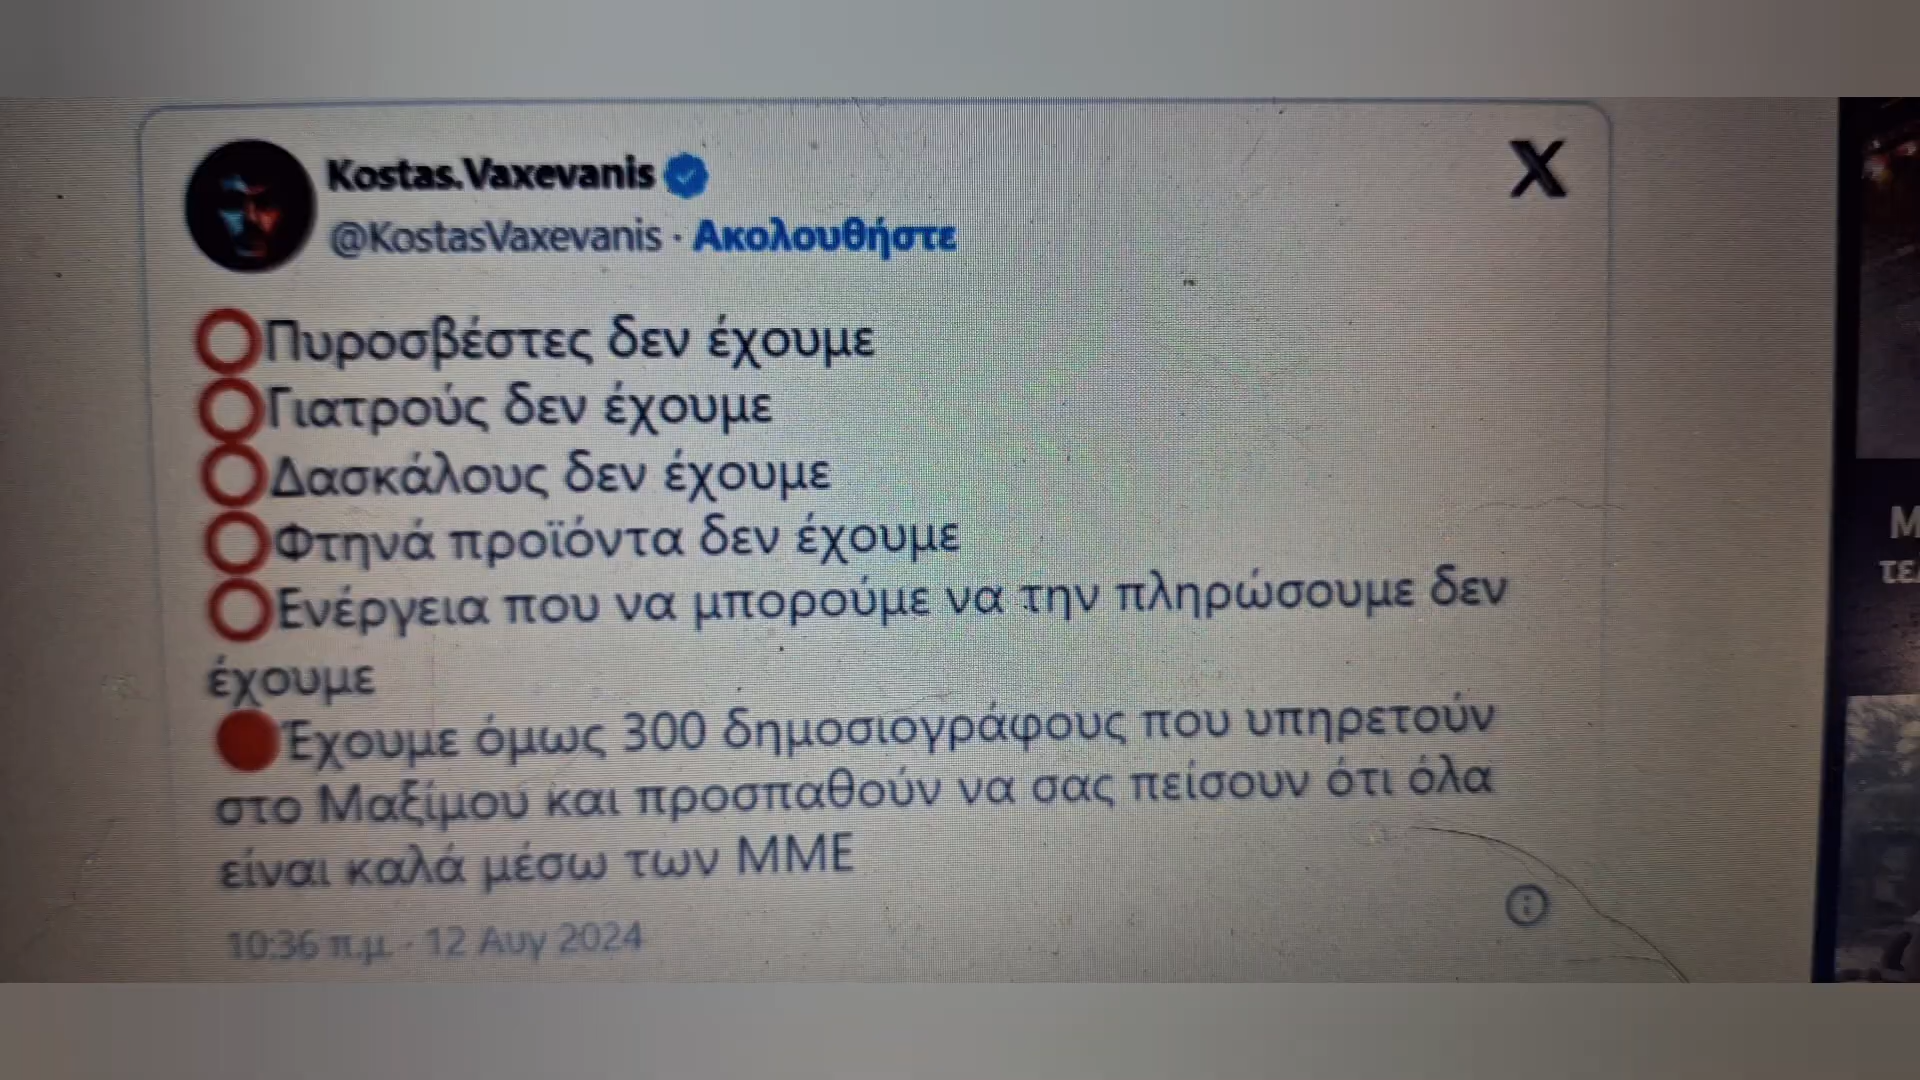 Kostas.Vaxevanis
@KostasVaxevanis · Ακολουθήστε
X
Πυροσβέστες δεν έχουμε
Γιατρούς δεν έχουμε
Δασκάλους δεν έχουμε
Φτηνά προϊόντα δεν έχουμε
Ενέργεια που να μπορούμε να την πληρώσουμε δεν
έχουμε
Έχουμε όμως 300 δημοσιογράφους που υπηρετούν
στο Μαξίμου και προσπαθούν να σας πείσουν ότι όλα
είναι καλά μέσω των ΜΜΕ
10:36 π.μ. · 12 Αυγ 2024